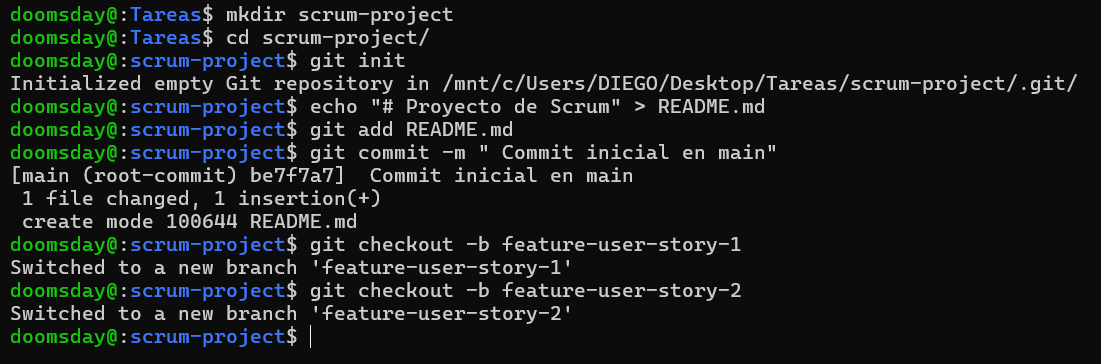 doomsday@:Tareas$ mkdir scrum-project
doomsday@:Tareas$ cd scrum-project/
doomsday@:scrum-project$ git init
Initialized empty Git repository in /mnt/c/Users/DIEGO/Desktop/Tareas/scrum-project/.git/
doomsday@:scrum-project$ echo "# Proyecto de Scrum" > README.md
doomsday@:scrum-project$ git add README.md
doomsday@:scrum-project$ git commit -m " Commit inicial en main"
[main (root-commit) be7f7a7]  Commit inicial en main
 1 file changed, 1 insertion(+)
 create mode 100644 README.md
doomsday@:scrum-project$ git checkout -b feature-user-story-1
Switched to a new branch 'feature-user-story-1'
doomsday@:scrum-project$ git checkout -b feature-user-story-2
Switched to a new branch 'feature-user-story-2'
doomsday@:scrum-project$